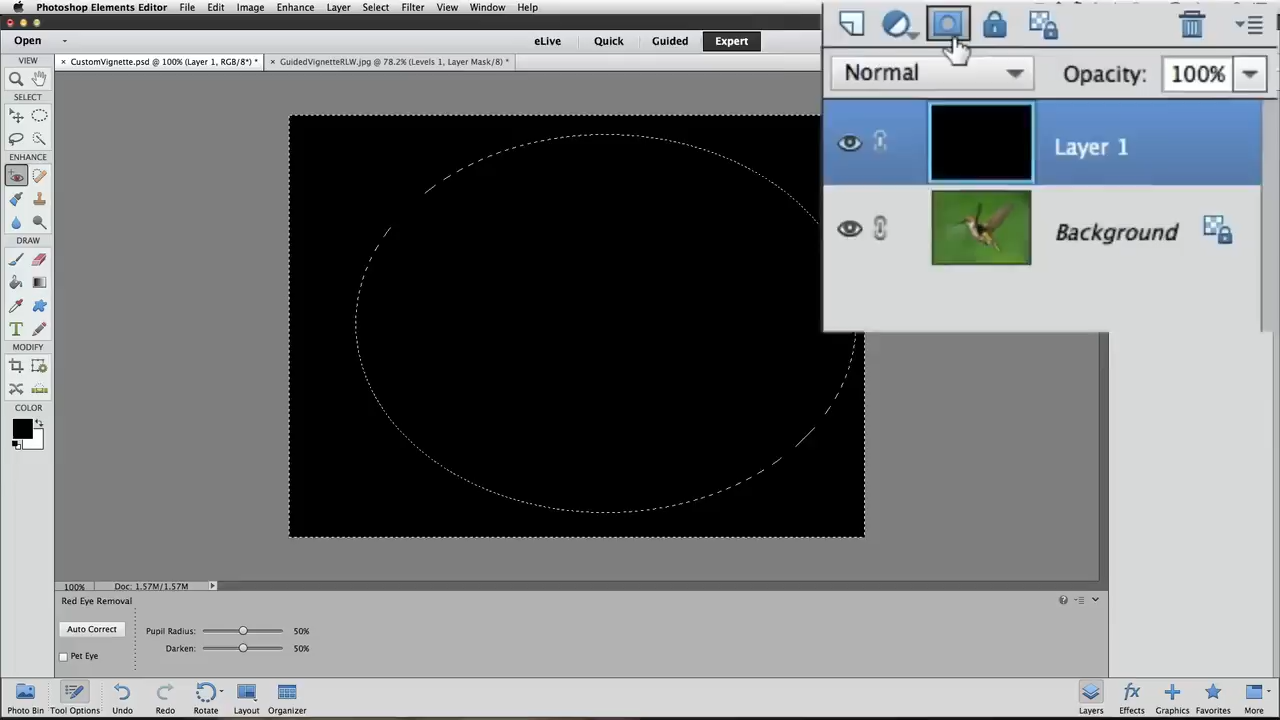 Photoshop Elements Editor File Edit Image Enhance Layer Select Filter View Window Help
Open eLive Quick Guided Expert
VIEW
× CustomVignette.psd @ 100% (Layer 1, RGB/8*) * × GuidedVignetteRLW.jpg @ 78.2% (Levels 1, Layer Mask/8) *
SELECT
ENHANCE
DRAW
MODIFY
COLOR
Normal Opacity: 100%
Layer 1
Background
100% Doc: 1.57M/1.57M
Red Eye Removal
Auto Correct Pupil Radius: 50%
Darken: 50%
Pet Eye
Photo Bin Tool Options Undo Redo Rotate Layout Organizer Layers Effects Graphics Favorites More